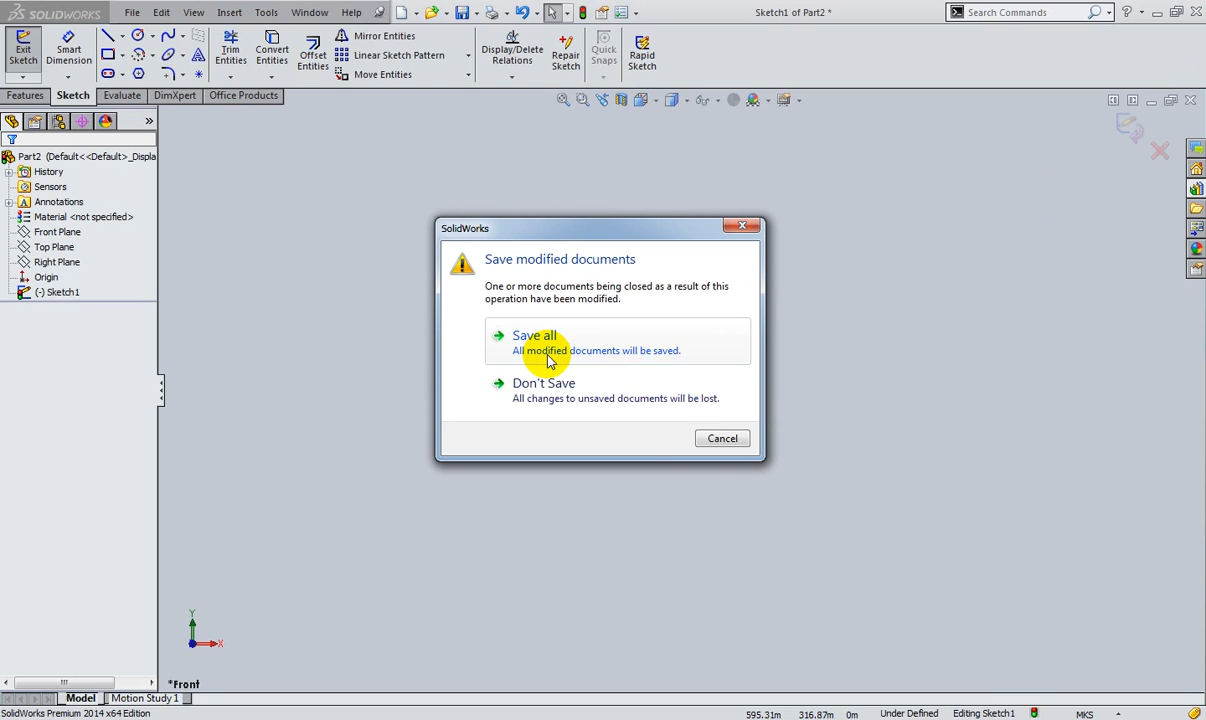 SOLIDWORKS File Edit View Insert Tools Window Help Sketch1 of Part2 * Search Commands
Exit Sketch
Smart Dimension
Trim Entities
Convert Entities
Offset Entities
Mirror Entities
Linear Sketch Pattern
Move Entities
Display/Delete Relations
Repair Sketch
Quick Snaps
Rapid Sketch
Features Sketch Evaluate DimXpert Office Products
Part2 (Default<<Default>_Displa
History
Sensors
Annotations
Material <not specified>
Front Plane
Top Plane
Right Plane
Origin
(-) Sketch1
SolidWorks
Save modified documents
One or more documents being closed as a result of this
operation have been modified.
Save all
All modified documents will be saved.
Don't Save
All changes to unsaved documents will be lost.
Cancel
Y
X
*Front
Model Motion Study 1
SolidWorks Premium 2014 x64 Edition 595.31m 316.87m 0m Under Defined Editing Sketch1 MKS